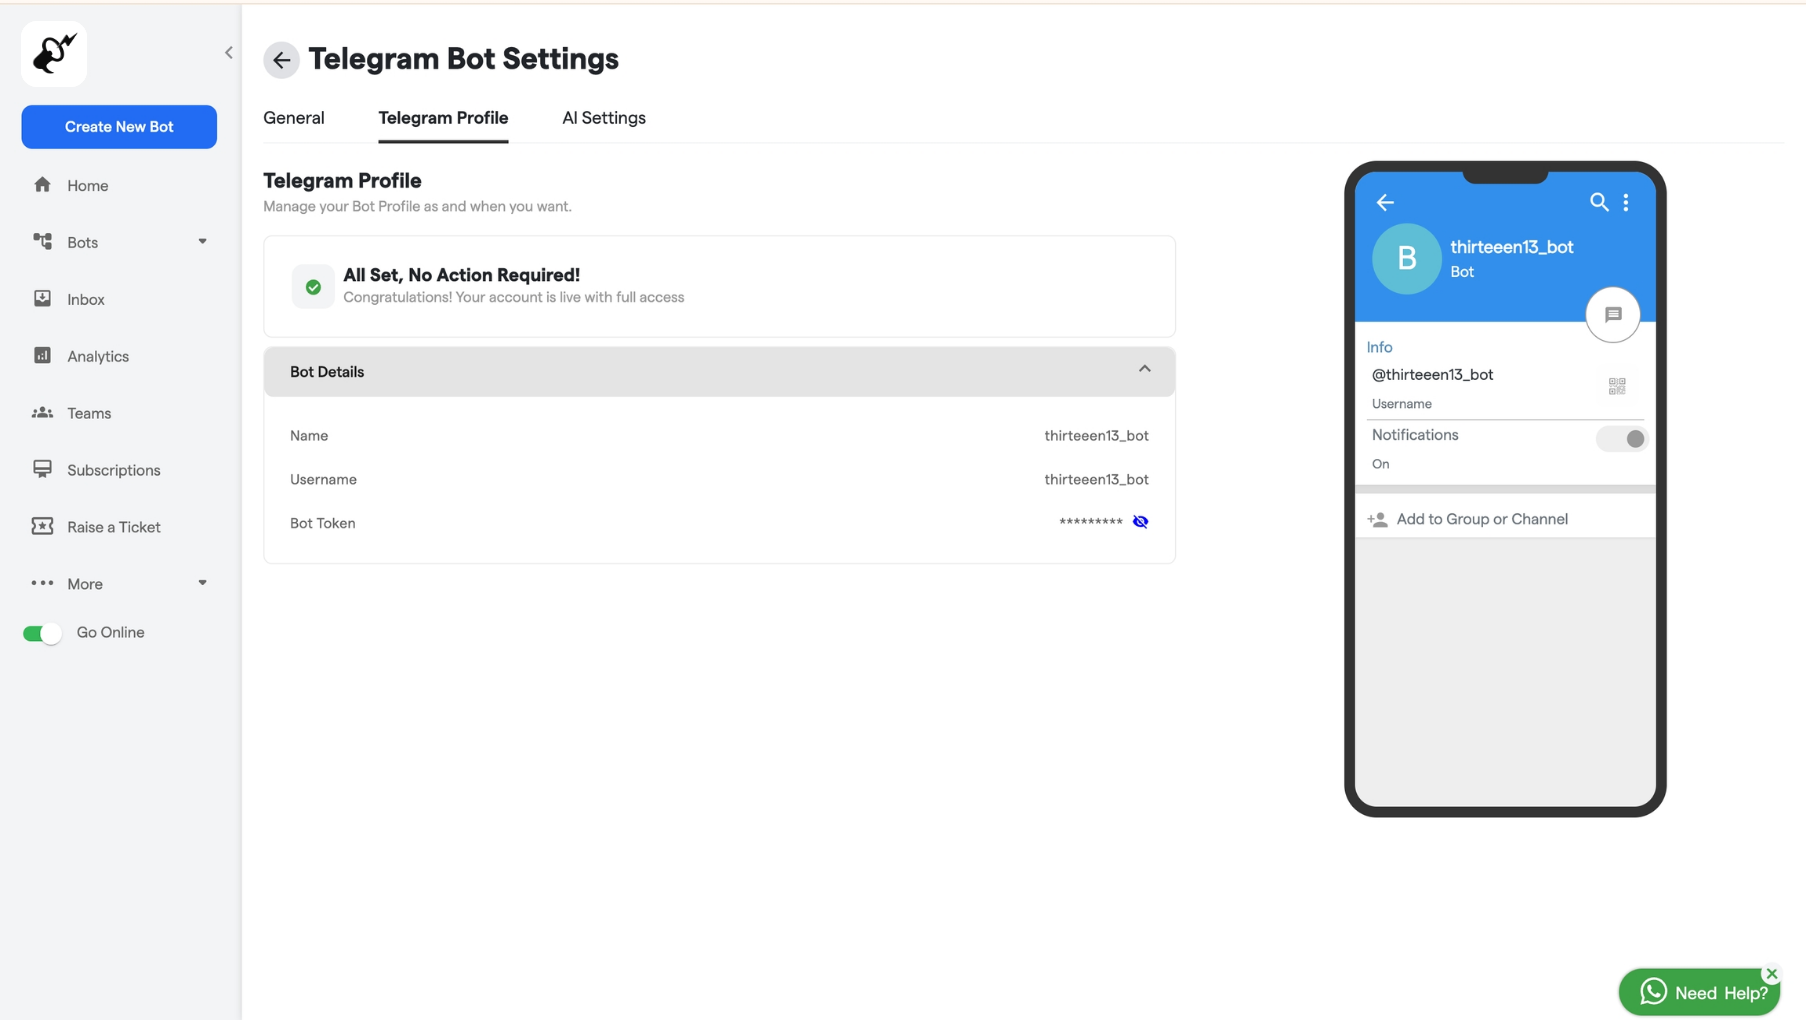 Telegram Bot Settings
Create New Bot
Home
Bots
Inbox
Analytics
Teams
Subscriptions
Raise a Ticket
More
Go Online
General
Telegram Profile
AI Settings
Telegram Profile
Manage your Bot Profile as and when you want.
All Set, No Action Required!
Congratulations! Your account is live with full access
Bot Details
Name thirteeen13_bot
Username thirteeen13_bot
Bot Token *********
B
thirteeen13_bot
Bot
Info
@thirteeen13_bot
Username
Notifications
On
Add to Group or Channel
Need Help?